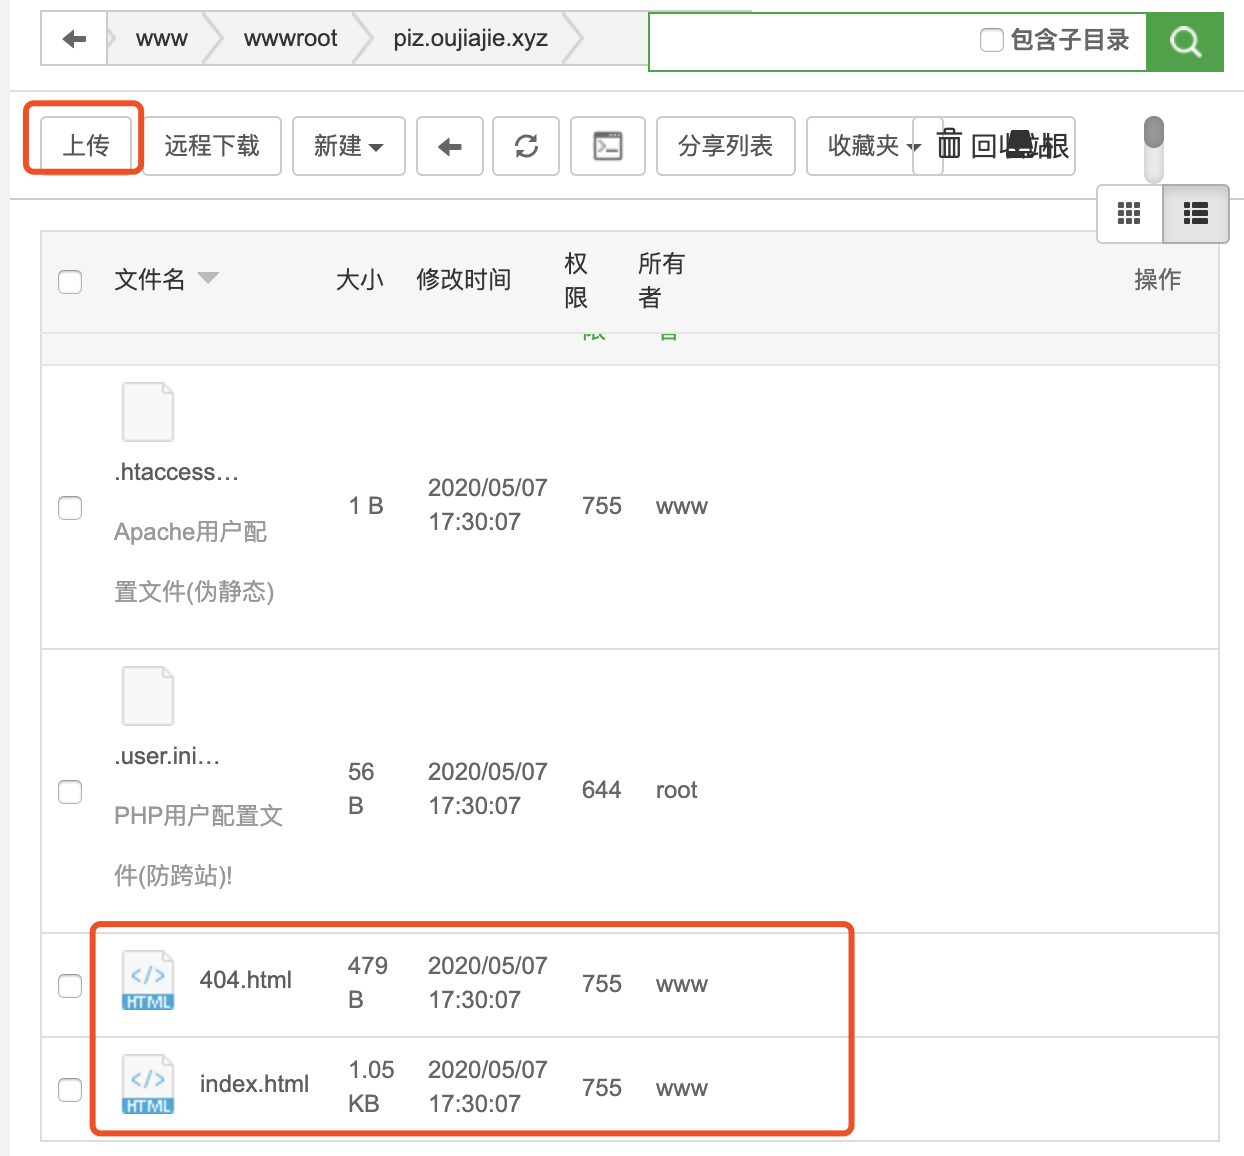 www wwwroot piz.oujiajie.xyz 包含子目录
上传 远程下载 新建 分享列表 收藏夹 回收站 根
文件名 大小 修改时间 权限 所有者 操作
.htaccess...
Apache用户配
置文件(伪静态)
1 B
2020/05/07
17:30:07
755
www
.user.ini...
PHP用户配置文
件(防跨站)!
56
B
2020/05/07
17:30:07
644
root
HTML
404.html
479
B
2020/05/07
17:30:07
755
www
HTML
index.html
1.05
KB
2020/05/07
17:30:07
755
www